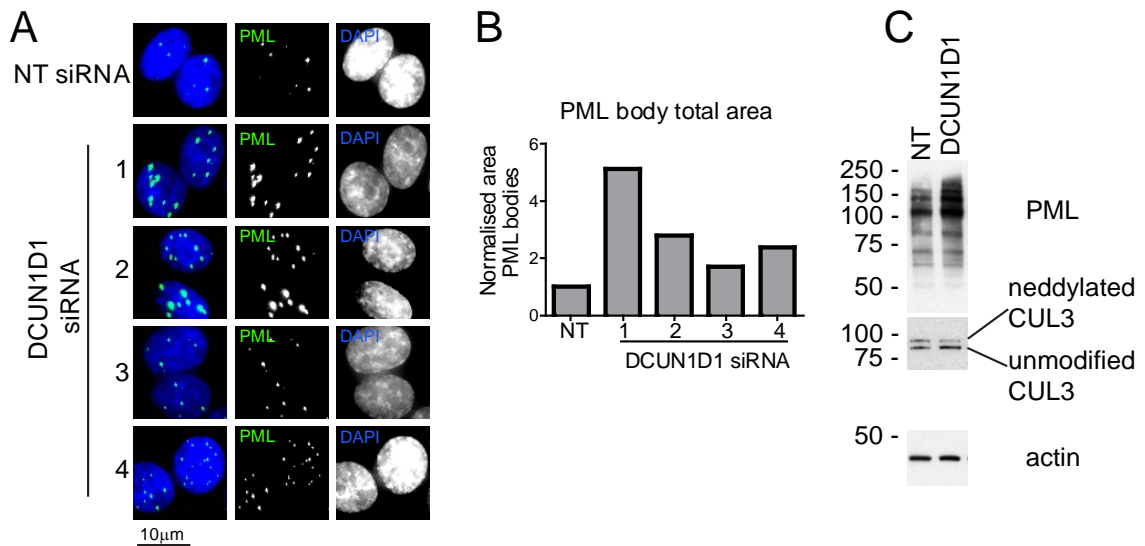 A
NT siRNA
PML
DAPI
DCUN1D1
siRNA
1
PML
DAPI
2
PML
DAPI
3
PML
DAPI
4
PML
DAPI
10μm
B
PML body total area
Normalised area
PML bodies
6
4
2
0
NT
1
2
3
4
DCUN1D1 siRNA
C
NT
DCUN1D1
250 -
150 -
100 -
75 -
50 -
PML
100 -
75 -
neddylated
CUL3
unmodified
CUL3
50 -
actin